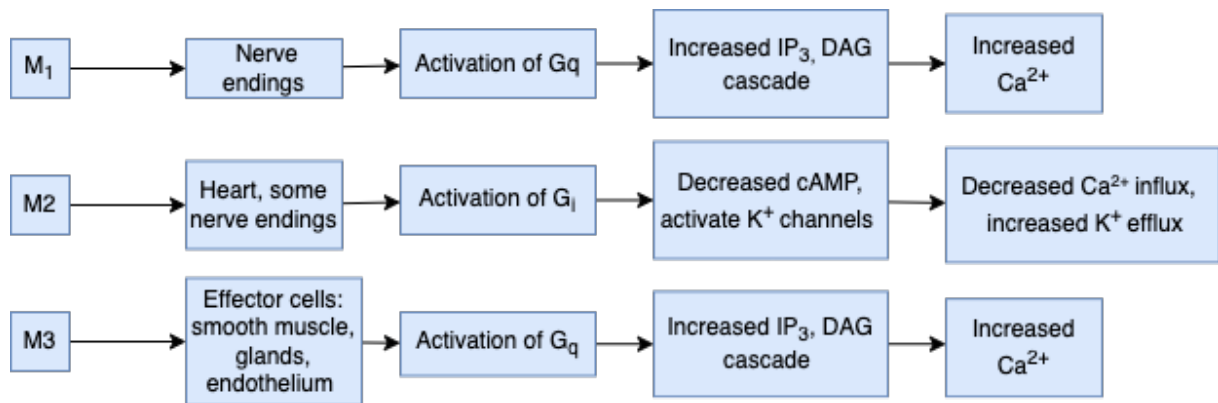 M₁
Nerve
endings
Activation of Gq
Increased IP₃, DAG
cascade
Increased
Ca²⁺
M2
Heart, some
nerve endings
Activation of Gᵢ
Decreased cAMP,
activate K⁺ channels
Decreased Ca²⁺ influx,
increased K⁺ efflux
M3
Effector cells:
smooth muscle,
glands,
endothelium
Activation of G_q
Increased IP₃, DAG
cascade
Increased
Ca²⁺